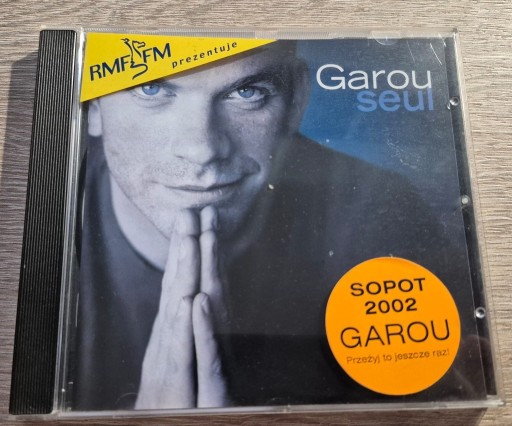 RMF FM
prezentuje
Garou
seul
SOPOT
2002
GAROU
Przeżyj to jeszcze raz!